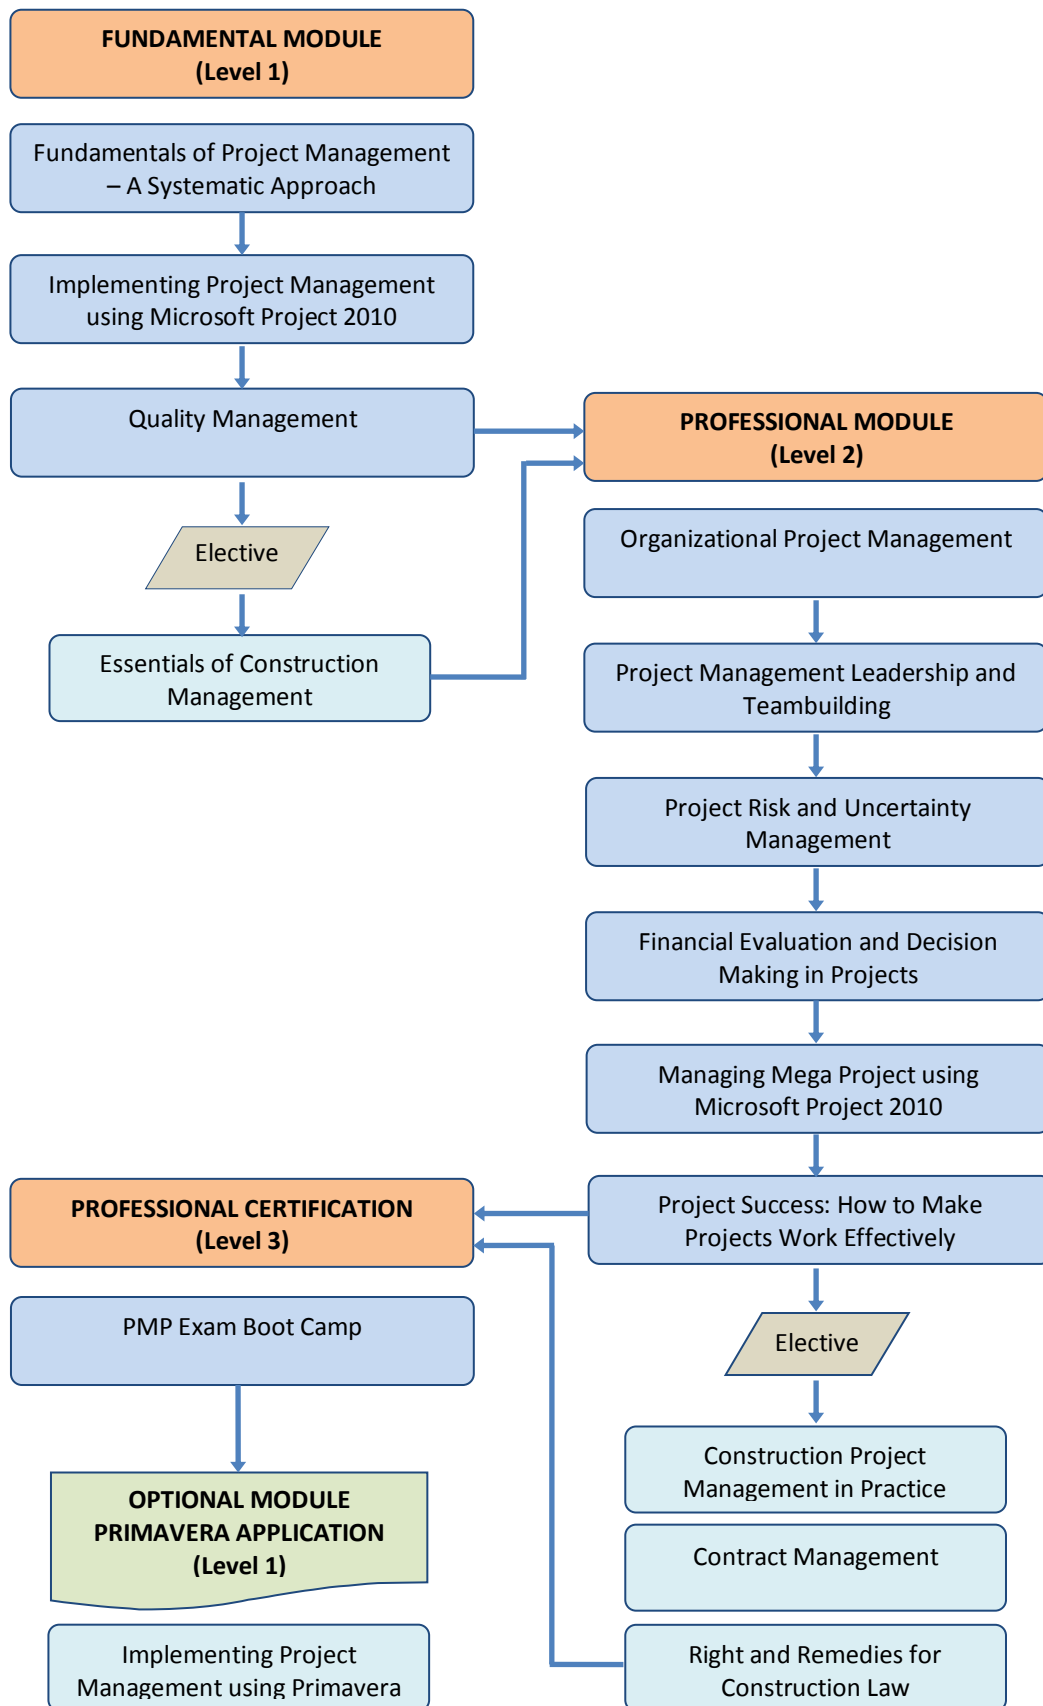 FUNDAMENTAL MODULE
(Level 1)
Fundamentals of Project Management
– A Systematic Approach
Implementing Project Management
using Microsoft Project 2010
Quality Management
Elective
Essentials of Construction
Management
PROFESSIONAL MODULE
(Level 2)
Organizational Project Management
Project Management Leadership and
Teambuilding
Project Risk and Uncertainty
Management
Financial Evaluation and Decision
Making in Projects
Managing Mega Project using
Microsoft Project 2010
Project Success: How to Make
Projects Work Effectively
Elective
Construction Project
Management in Practice
Contract Management
Right and Remedies for
Construction Law
PROFESSIONAL CERTIFICATION
(Level 3)
PMP Exam Boot Camp
OPTIONAL MODULE
PRIMAVERA APPLICATION
(Level 1)
Implementing Project
Management using Primavera